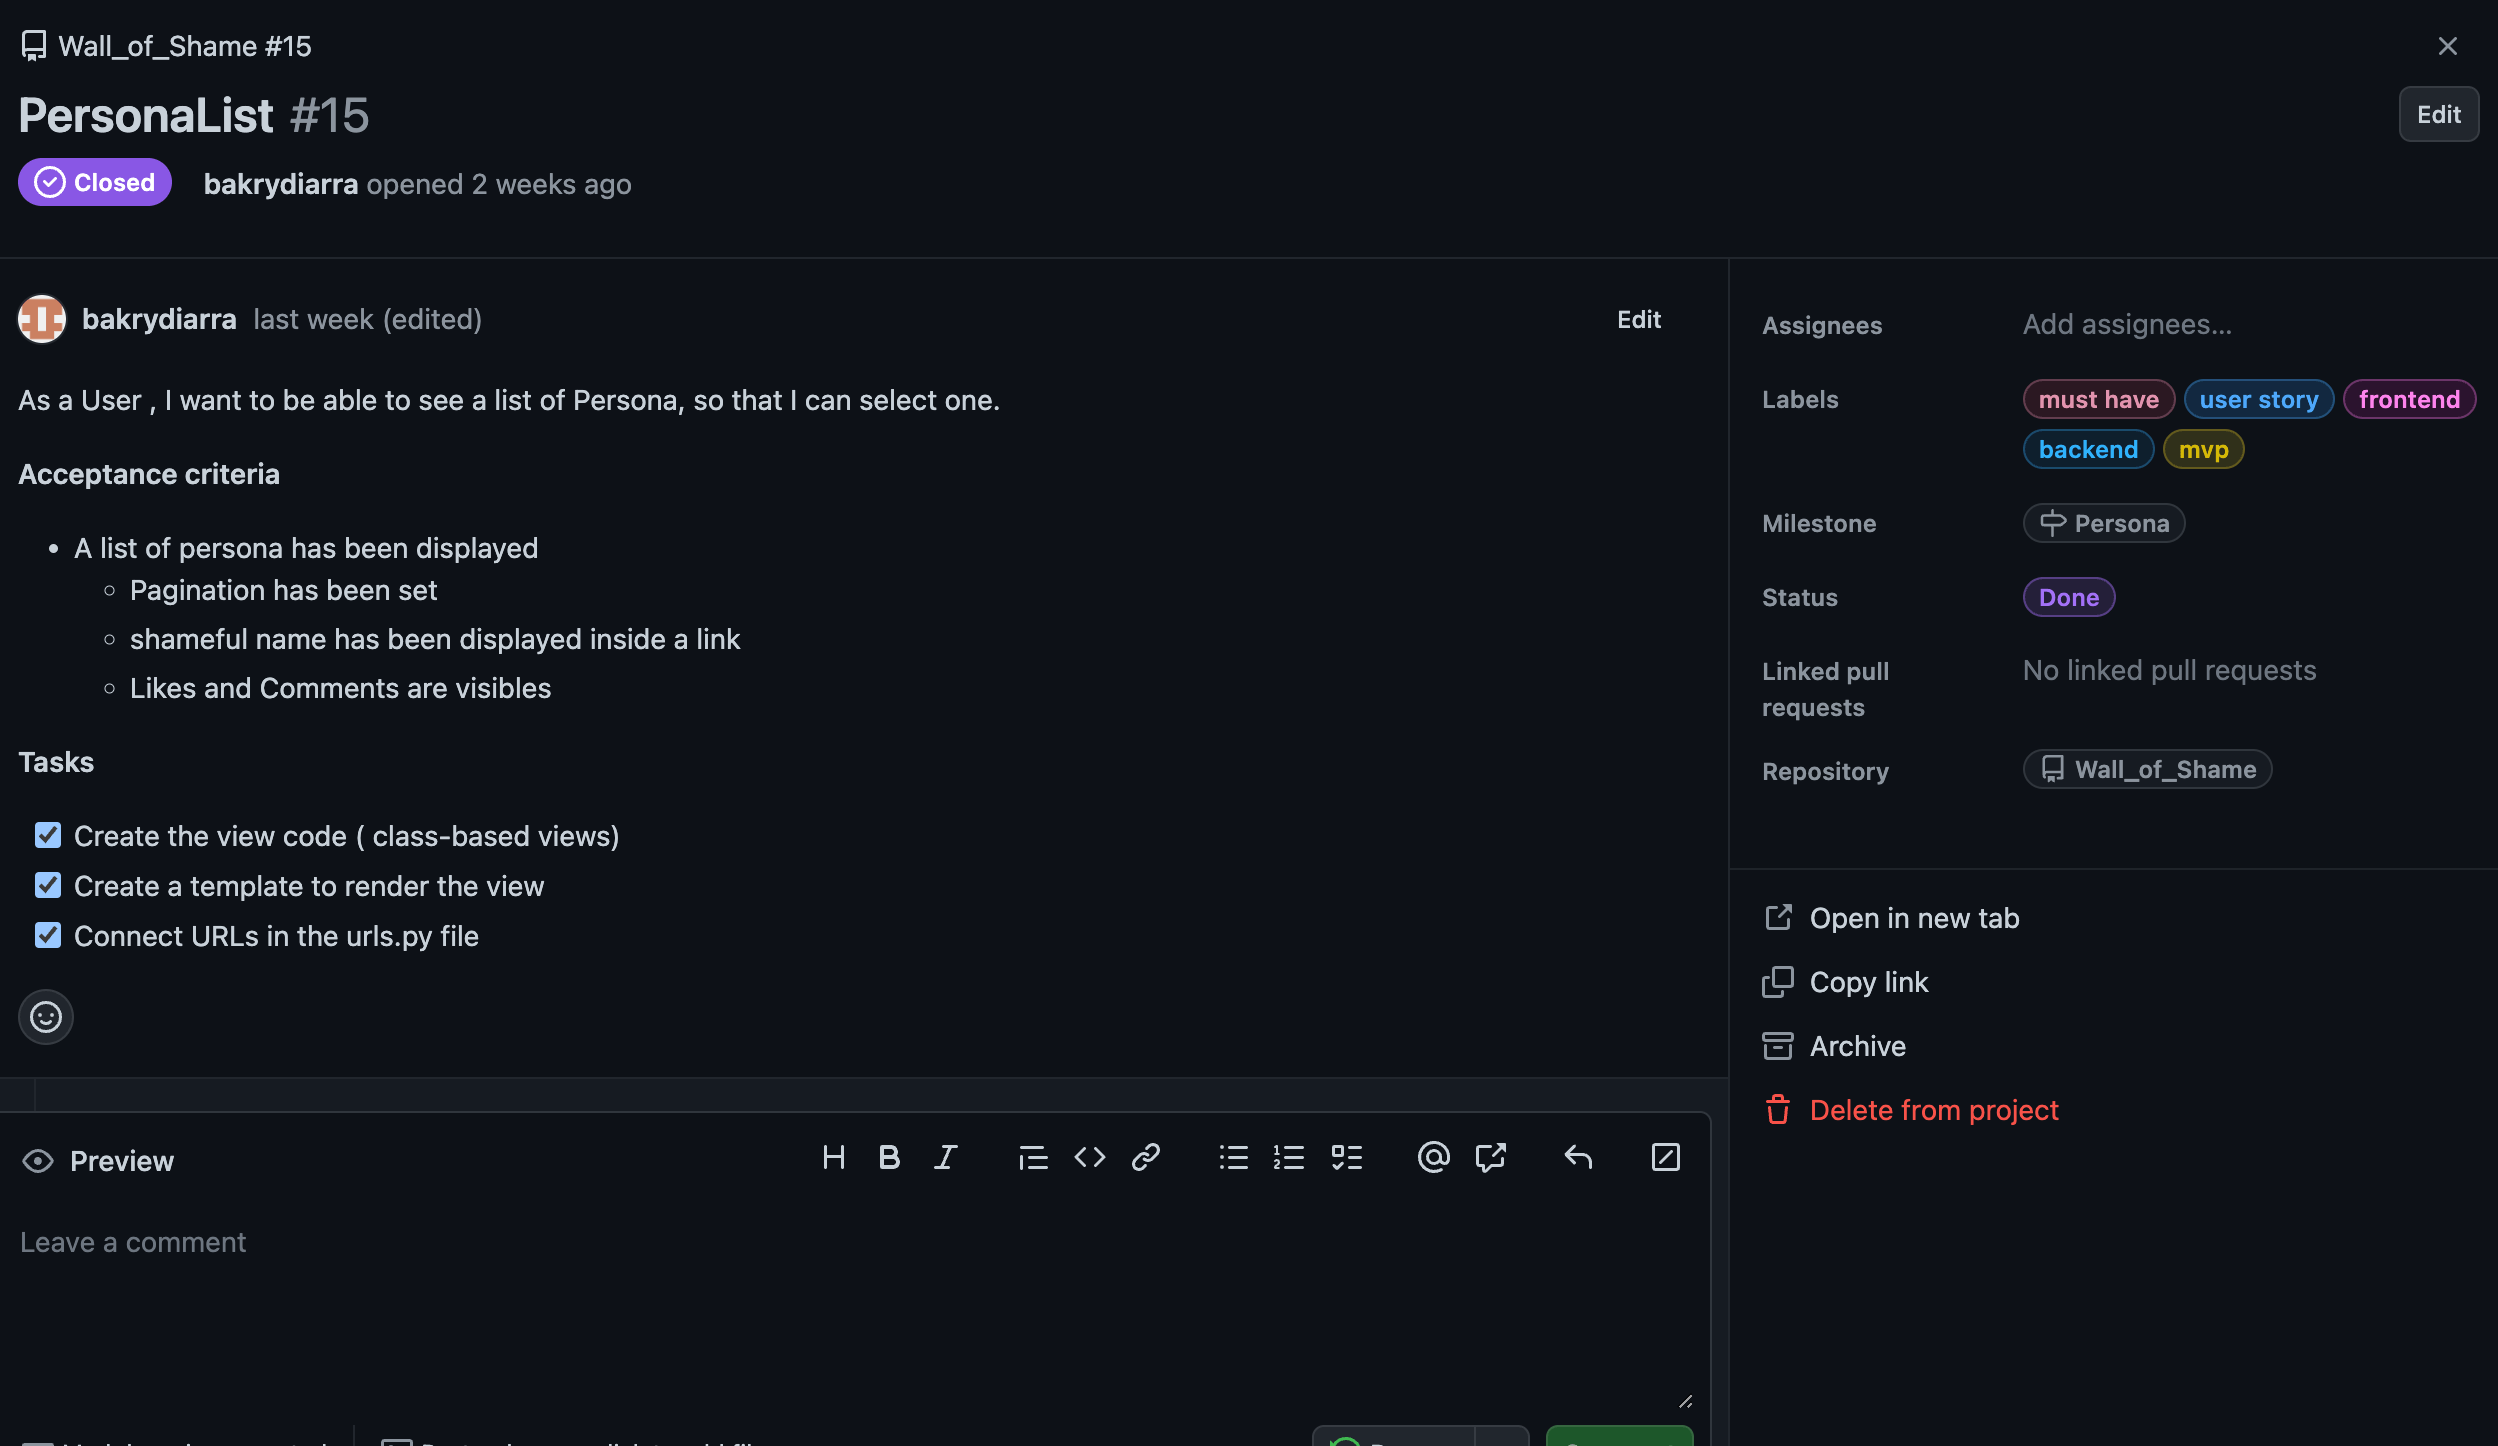 Wall_of_Shame #15
PersonaList #15
Edit
Closed
bakrydiarra opened 2 weeks ago
bakrydiarra last week (edited)
Edit
As a User , I want to be able to see a list of Persona, so that I can select one.
Acceptance criteria
A list of persona has been displayed
Pagination has been set
shameful name has been displayed inside a link
Likes and Comments are visibles
Tasks
Create the view code ( class-based views)
Create a template to render the view
Connect URLs in the urls.py file
Preview
Leave a comment
Assignees
Add assignees...
Labels
must have user story frontend
backend mvp
Milestone
Persona
Status
Done
Linked pull requests
No linked pull requests
Repository
Wall_of_Shame
Open in new tab
Copy link
Archive
Delete from project